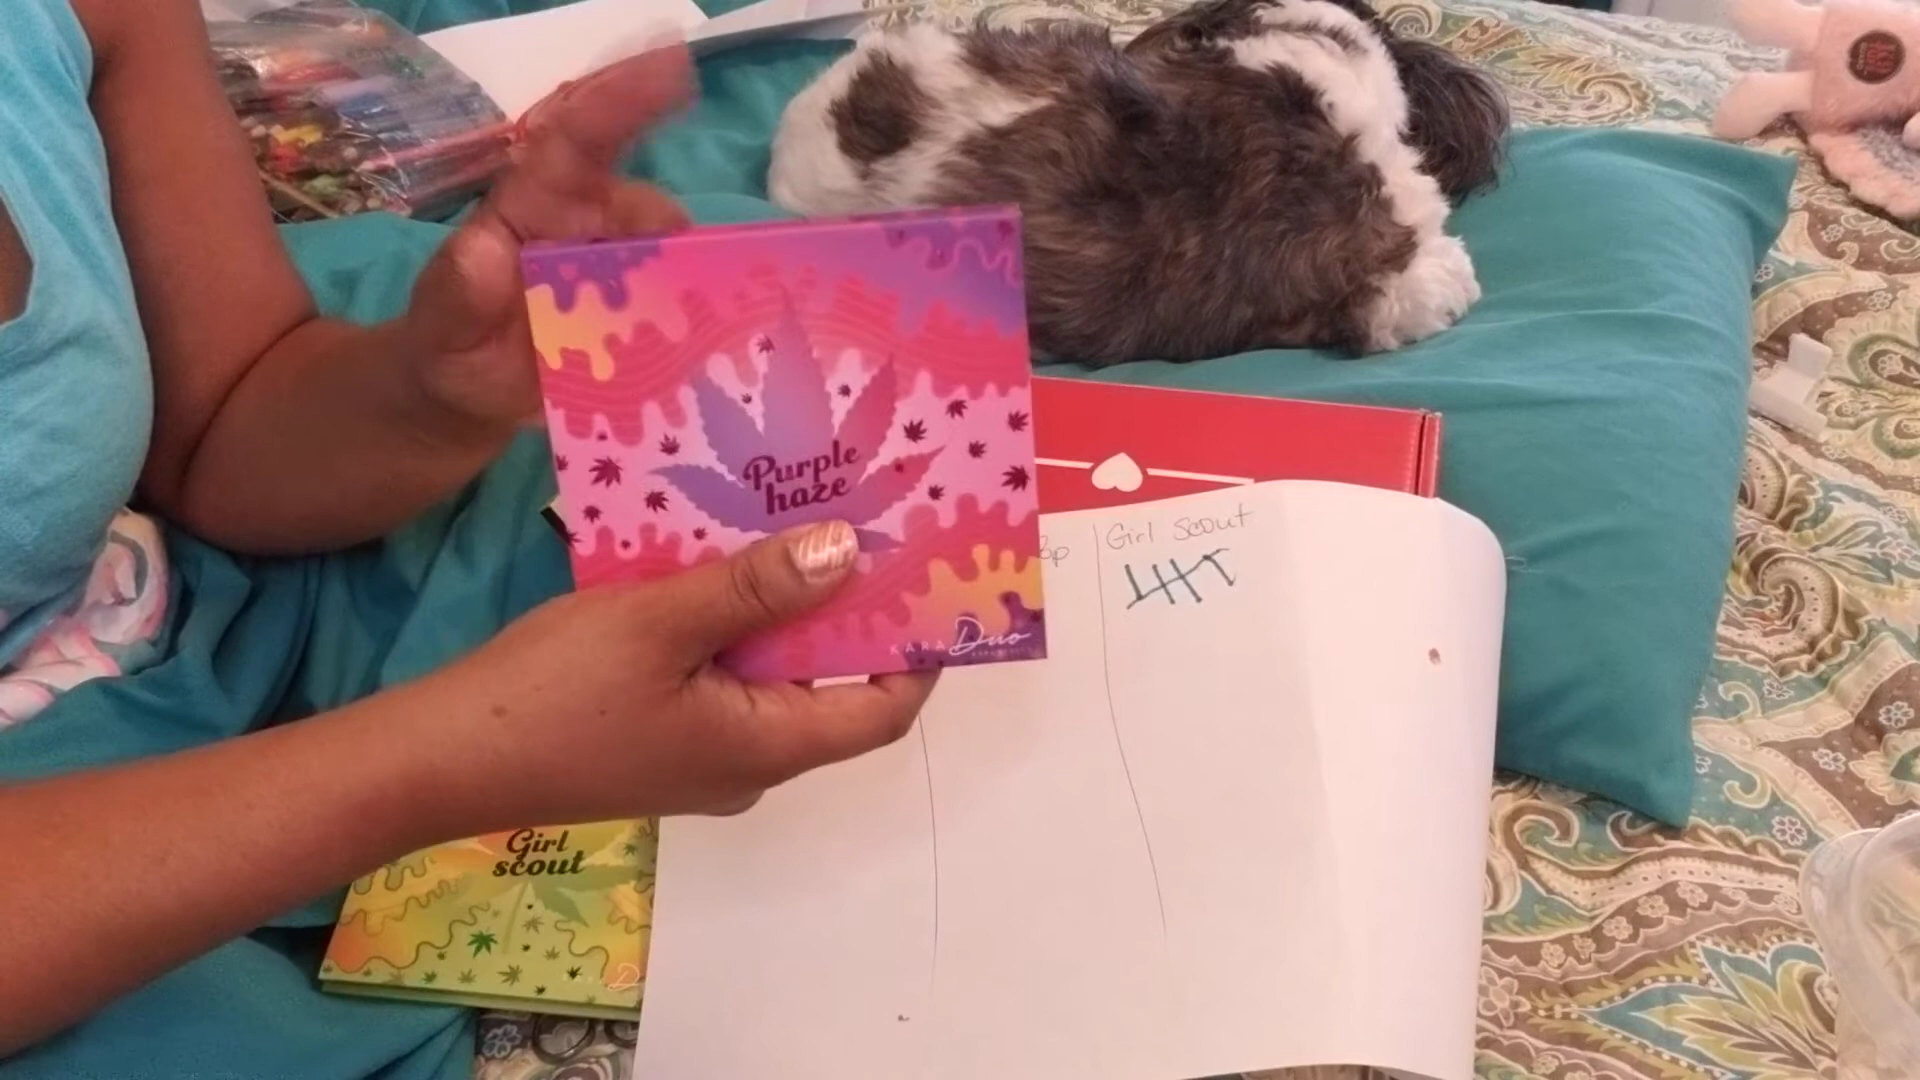 Purple
haze
KARA Duo
Girl Scout
Girl
scout